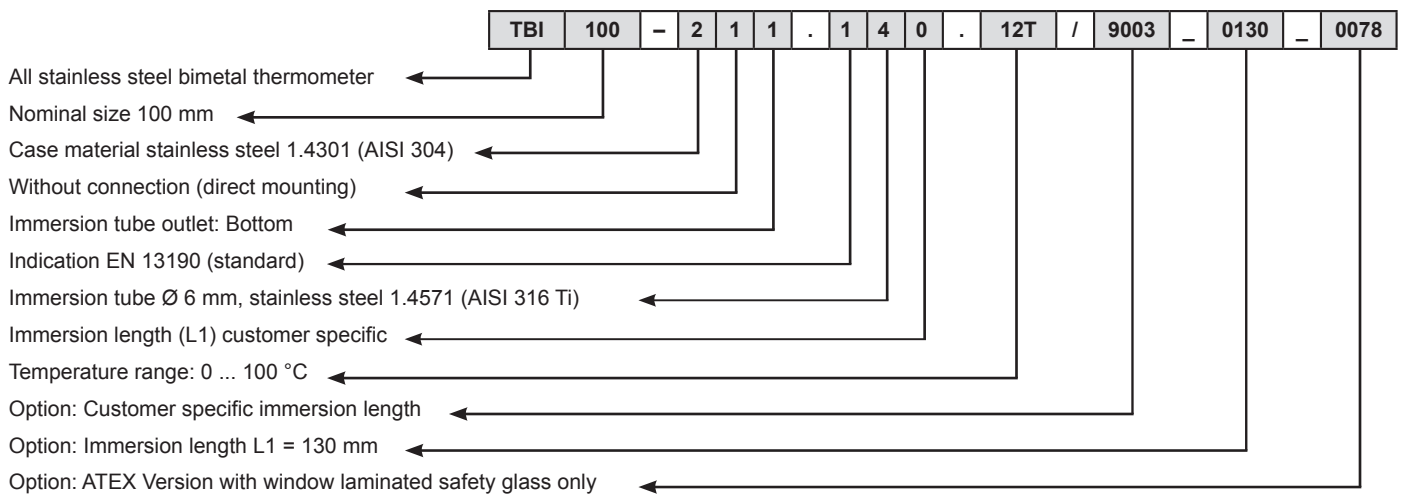 TBI 100 – 2 1 1 . 1 4 0 . 12T / 9003 _ 0130 _ 0078
All stainless steel bimetal thermometer
Nominal size 100 mm
Case material stainless steel 1.4301 (AISI 304)
Without connection (direct mounting)
Immersion tube outlet: Bottom
Indication EN 13190 (standard)
Immersion tube Ø 6 mm, stainless steel 1.4571 (AISI 316 Ti)
Immersion length (L1) customer specific
Temperature range: 0 ... 100 °C
Option: Customer specific immersion length
Option: Immersion length L1 = 130 mm
Option: ATEX Version with window laminated safety glass only